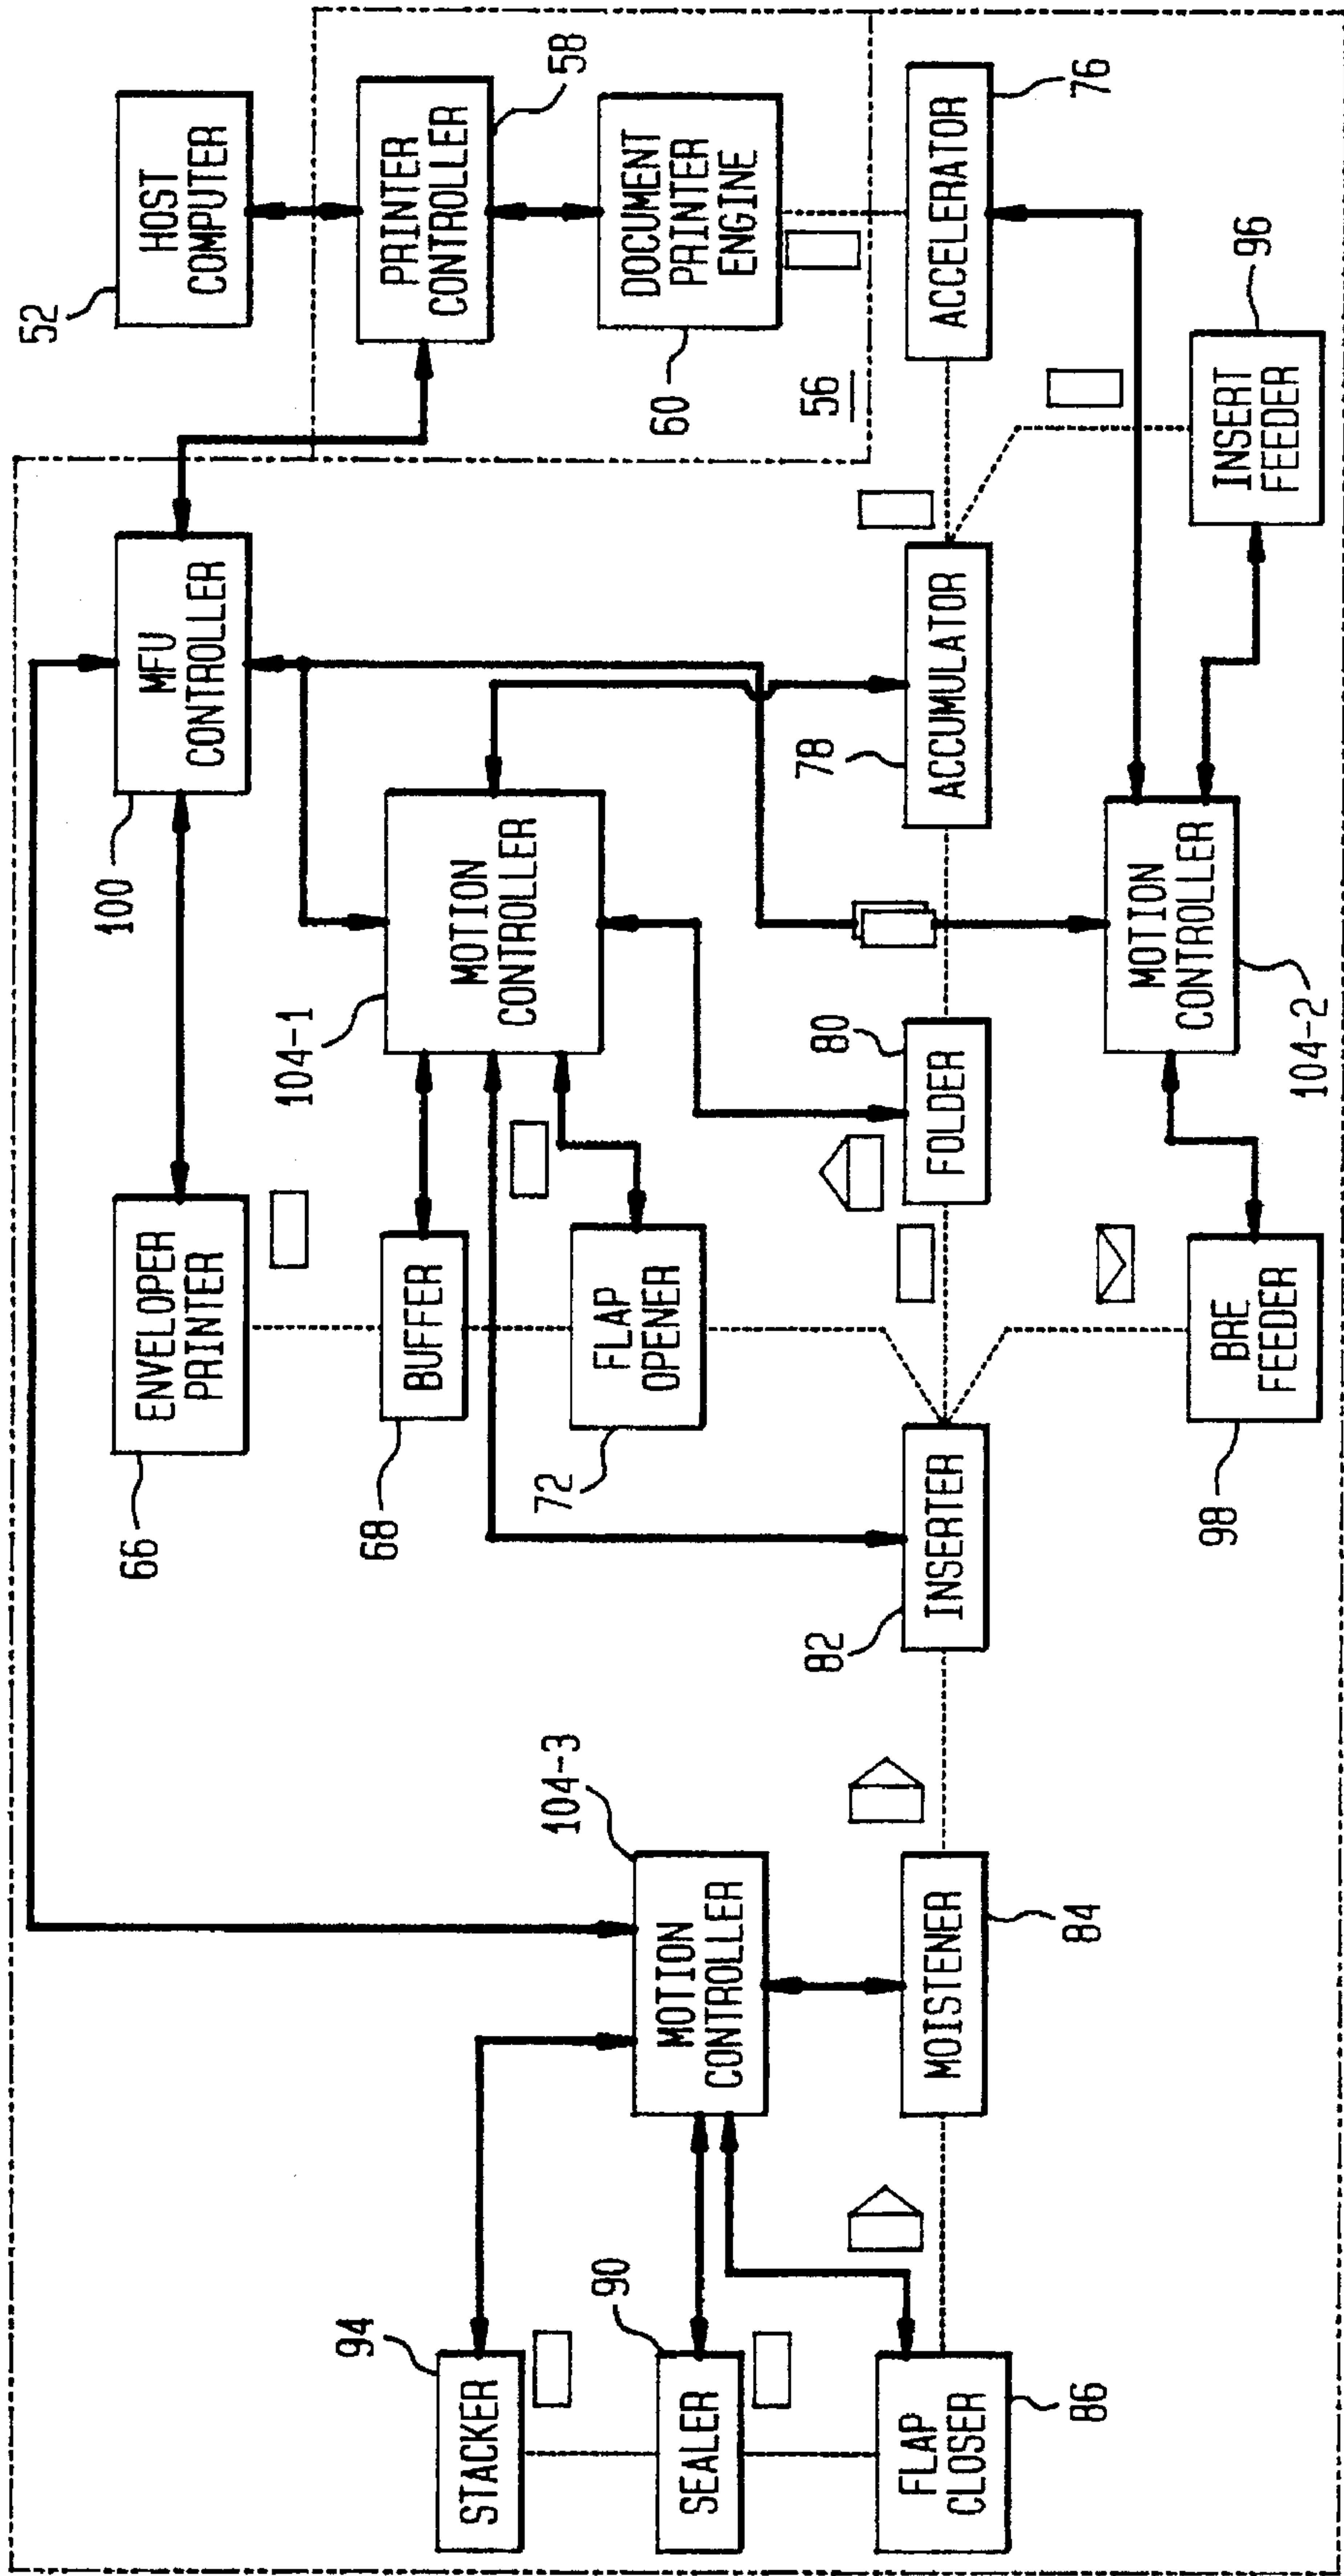 52
HOST
COMPUTER
PRINTER
CONTROLLER
58
DOCUMENT
PRINTER
ENGINE
60
56
ACCELERATOR
76
100
MFU
CONTROLLER
ACCUMULATOR
78
INSERT
FEEDER
96
104-1
MOTION
CONTROLLER
MOTION
CONTROLLER
104-2
ENVELOPER
PRINTER
66
BUFFER
68
FLAP
OPENER
72
FOLDER
80
BRE
FEEDER
98
INSERTER
82
104-3
MOTION
CONTROLLER
MOISTENER
84
STACKER
94
SEALER
90
FLAP
CLOSER
86